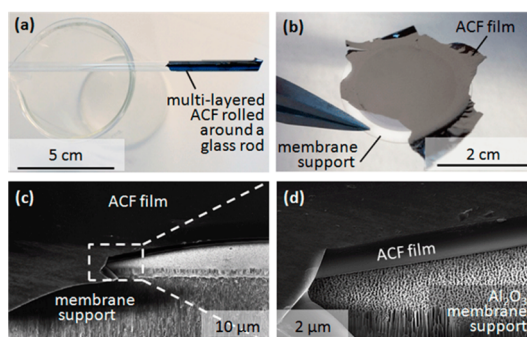 (a)
multi-layered
ACF rolled
around a
glass rod
5 cm
(b)
ACF film
membrane
support
2 cm
(c)
ACF film
membrane
support
10 μm
(d)
ACF film
Al₂O₃
membrane
support
2 μm